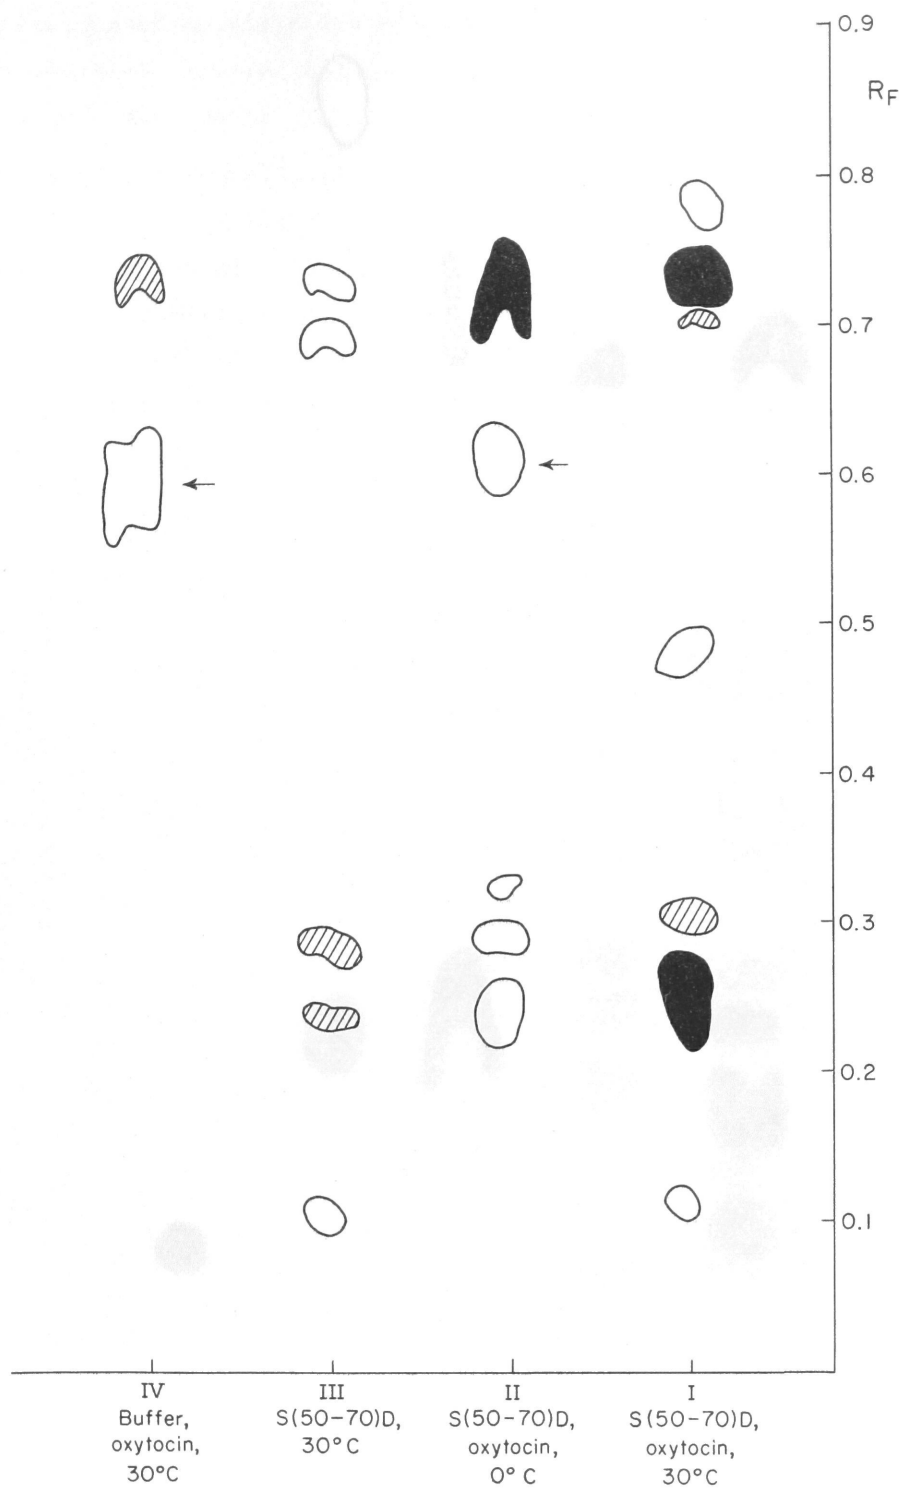 0.9
R_F
0.8
0.7
0.6
0.5
0.4
0.3
0.2
0.1
IV
Buffer,
oxytocin,
30°C
III
S(50-70)D,
30°C
II
S(50-70)D,
oxytocin,
0° C
I
S(50-70)D,
oxytocin,
30°C